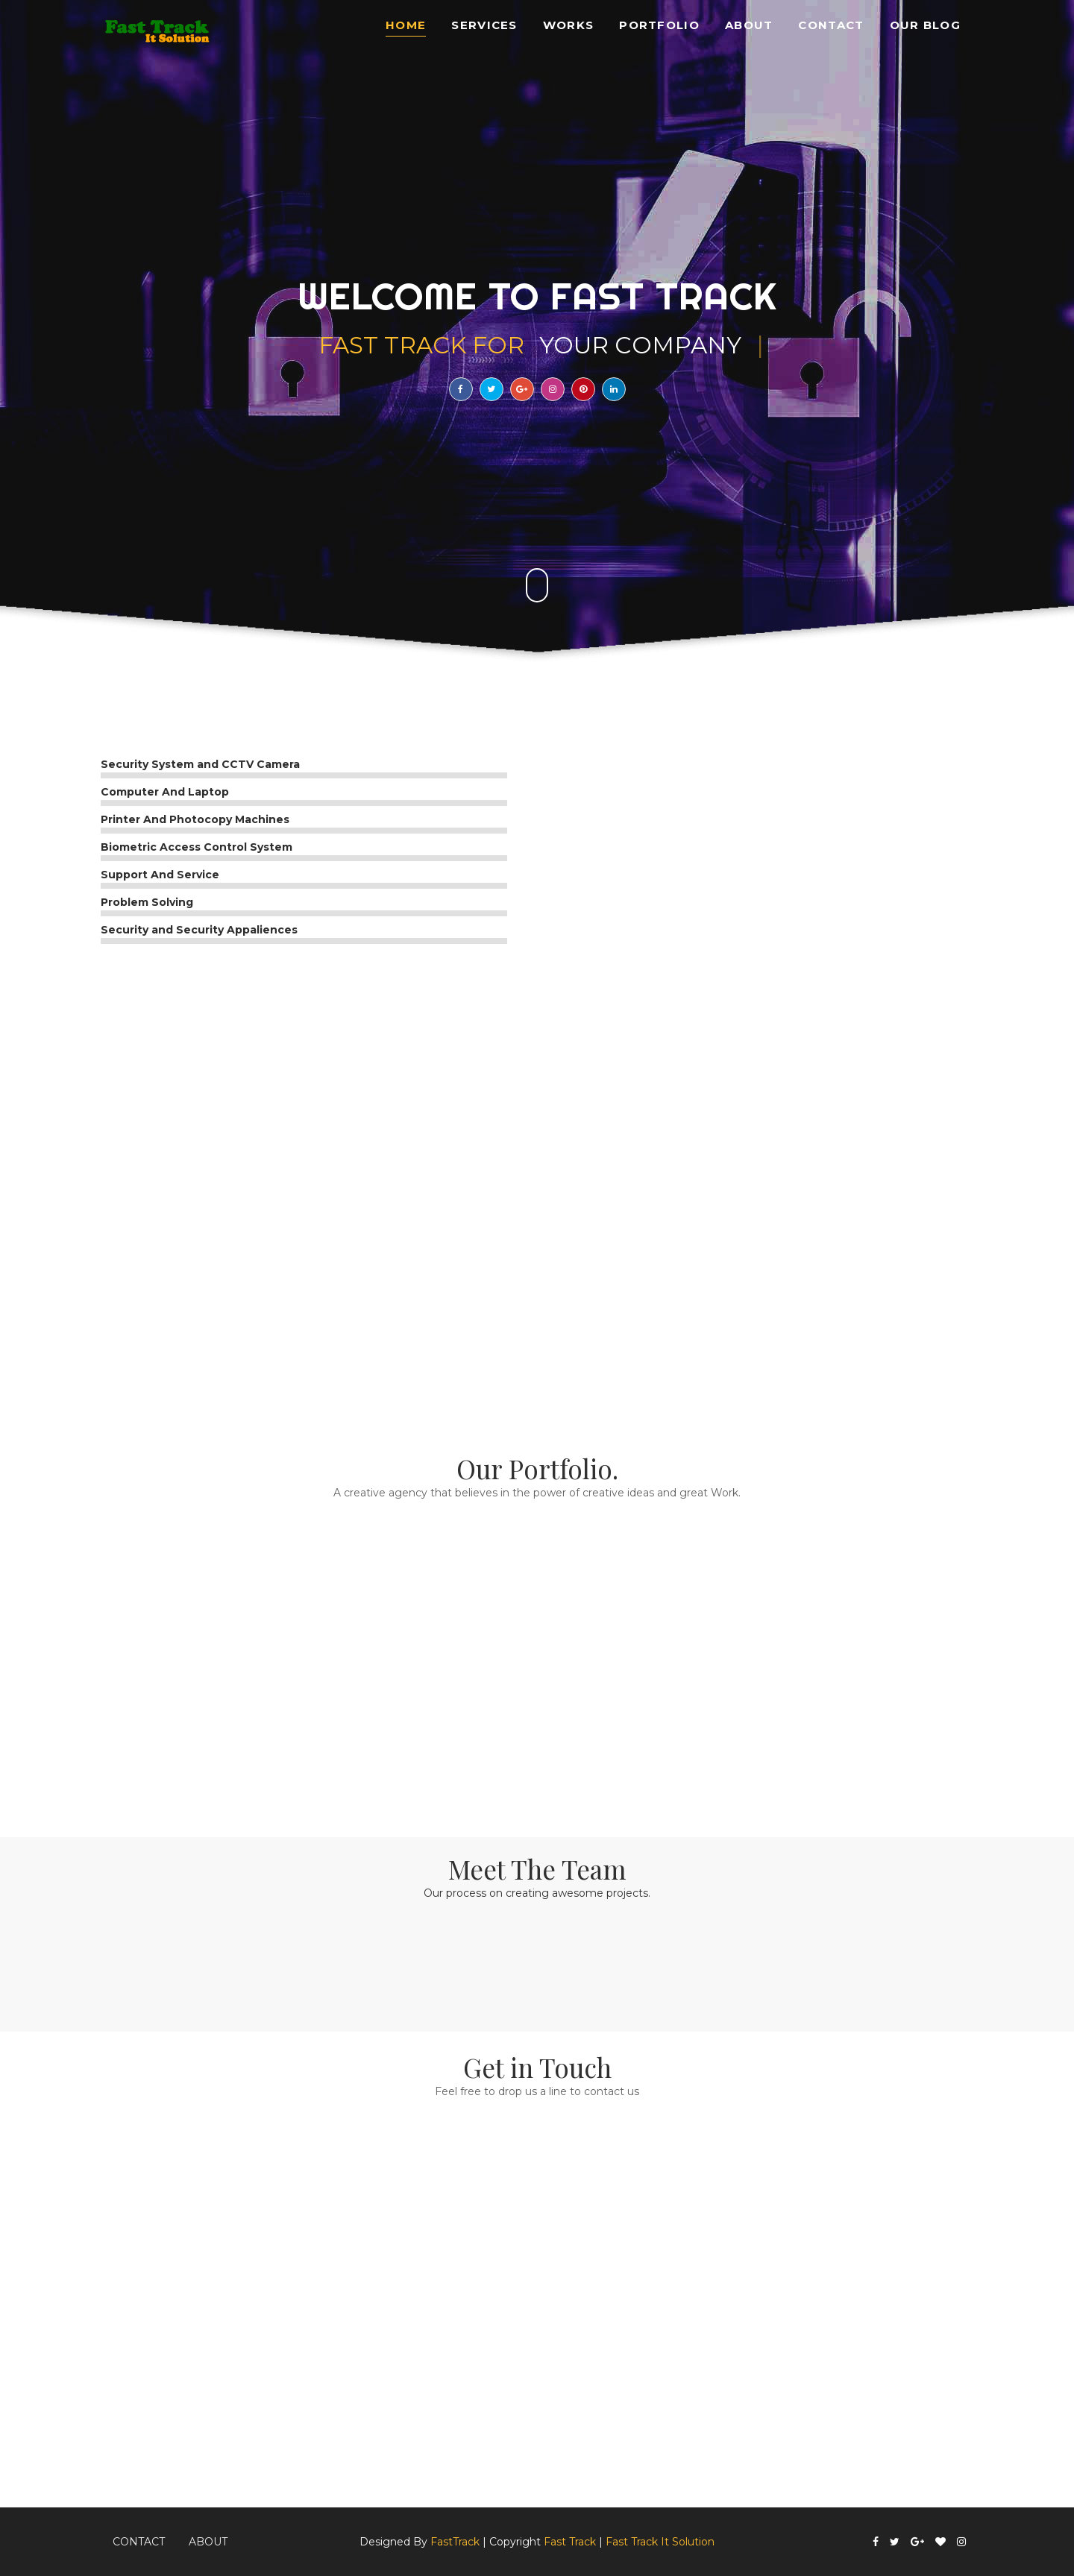 Fast Track
It Solution
HOME SERVICES WORKS PORTFOLIO ABOUT CONTACT OUR BLOG
WELCOME TO FAST TRACK
FAST TRACK FOR YOUR COMPANY
Security System and CCTV Camera
Computer And Laptop
Printer And Photocopy Machines
Biometric Access Control System
Support And Service
Problem Solving
Security and Security Appaliences
Our Portfolio.
A creative agency that believes in the power of creative ideas and great Work.
Meet The Team
Our process on creating awesome projects.
Get in Touch
Feel free to drop us a line to contact us
CONTACT ABOUT Designed By FastTrack | Copyright Fast Track | Fast Track It Solution